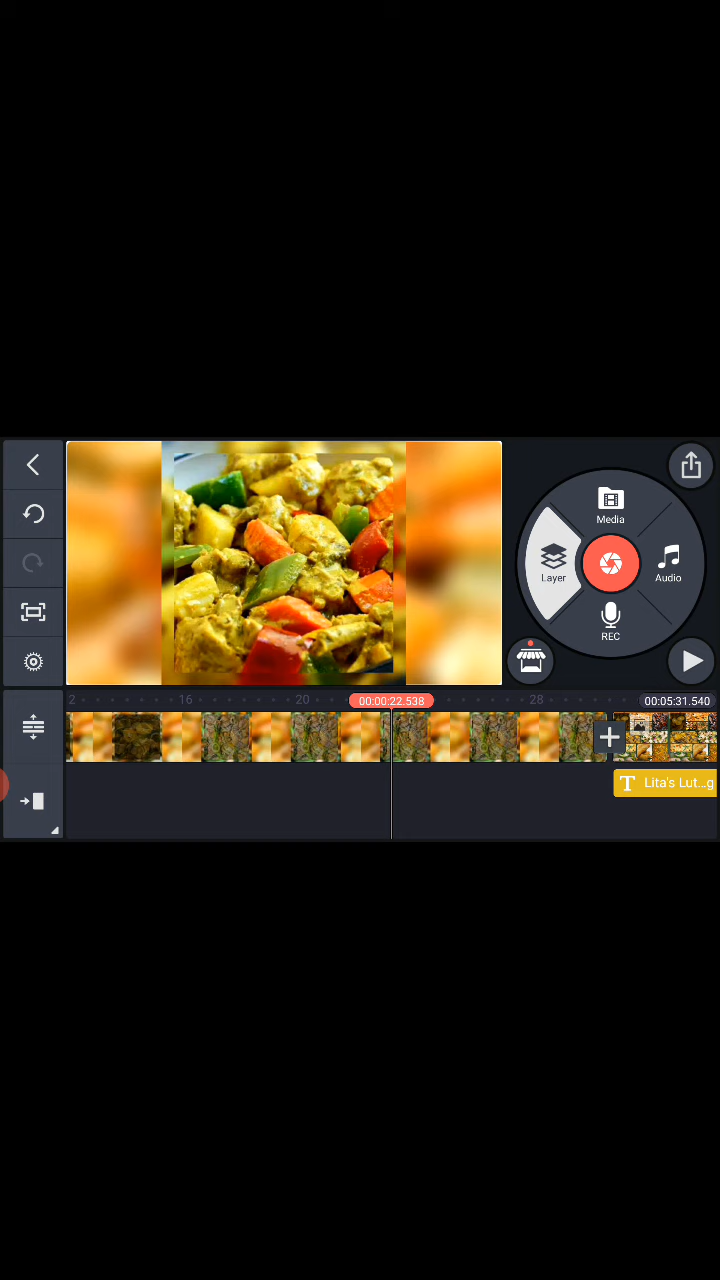 Media
Layer
Audio
REC
2
16
20
00:00:22.538
28
00:05:31.540
T Lita's Lut...g